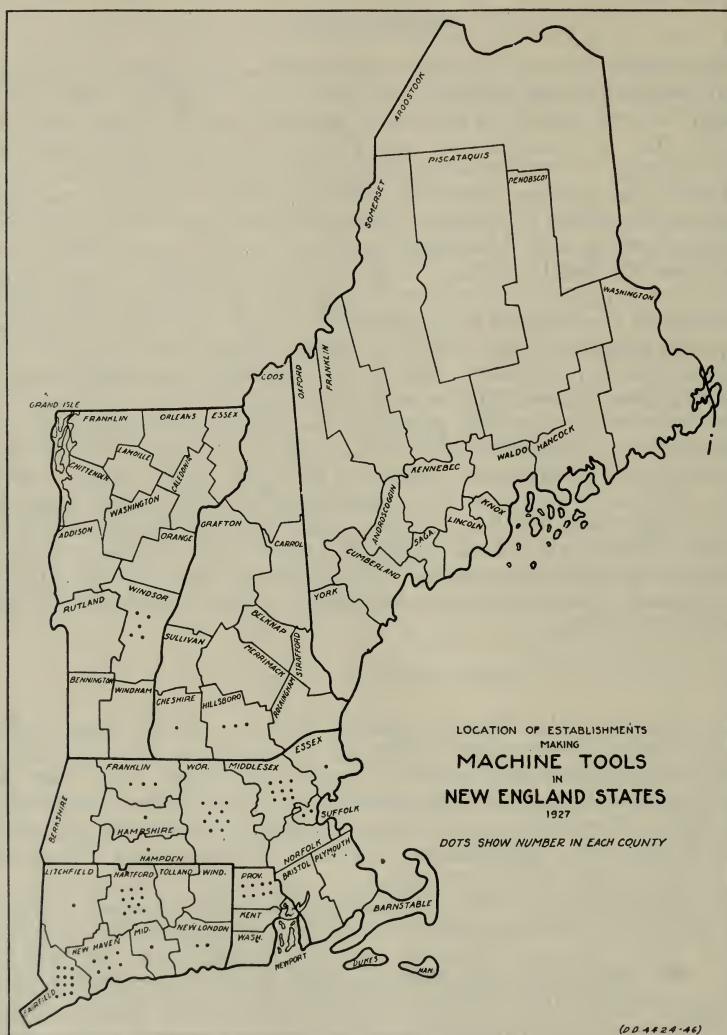 AROOSTOOK
PISCATAQUIS
PENOBSCOT
SOMERSET
WASHINGTON
COOS
OXFORD
FRANKLIN
GRAND ISLE
FRANKLIN
ORLEANS
ESSEX
LAMOILLE
CALEDONIA
CHITTENDEN
WASHINGTON
WALDO
HANCOCK
KENNEBEC
ANDROSCOGGIN
KNOX
LINCOLN
SAGA
GRAFTON
ADDISON
ORANGE
CARROL
CUMBERLAND
YORK
RUTLAND
WINDSOR
BELKNAP
SULLIVAN
STRAFFORD
MERRIMACK
BENNINGTON
WINDHAM
CHESHIRE
HILLSBORO
ROCKINGHAM
ESSEX
LOCATION OF ESTABLISHMENTS
MAKING
MACHINE TOOLS
IN
NEW ENGLAND STATES
1927
DOTS SHOW NUMBER IN EACH COUNTY
FRANKLIN
WOR.
MIDDLESEX
BERKSHIRE
SUFFOLK
HAMPSHIRE
NORFOLK
HAMPDEN
BRISTOL
PLYMOUTH
LITCHFIELD
HARTFORD
TOLLAND
WIND.
PROV.
BARNSTABLE
KENT
NEW HAVEN
MID.
NEW LONDON
WASH.
NEWPORT
DUKES
NAN.
FAIRFIELD
(DD 4424-46)